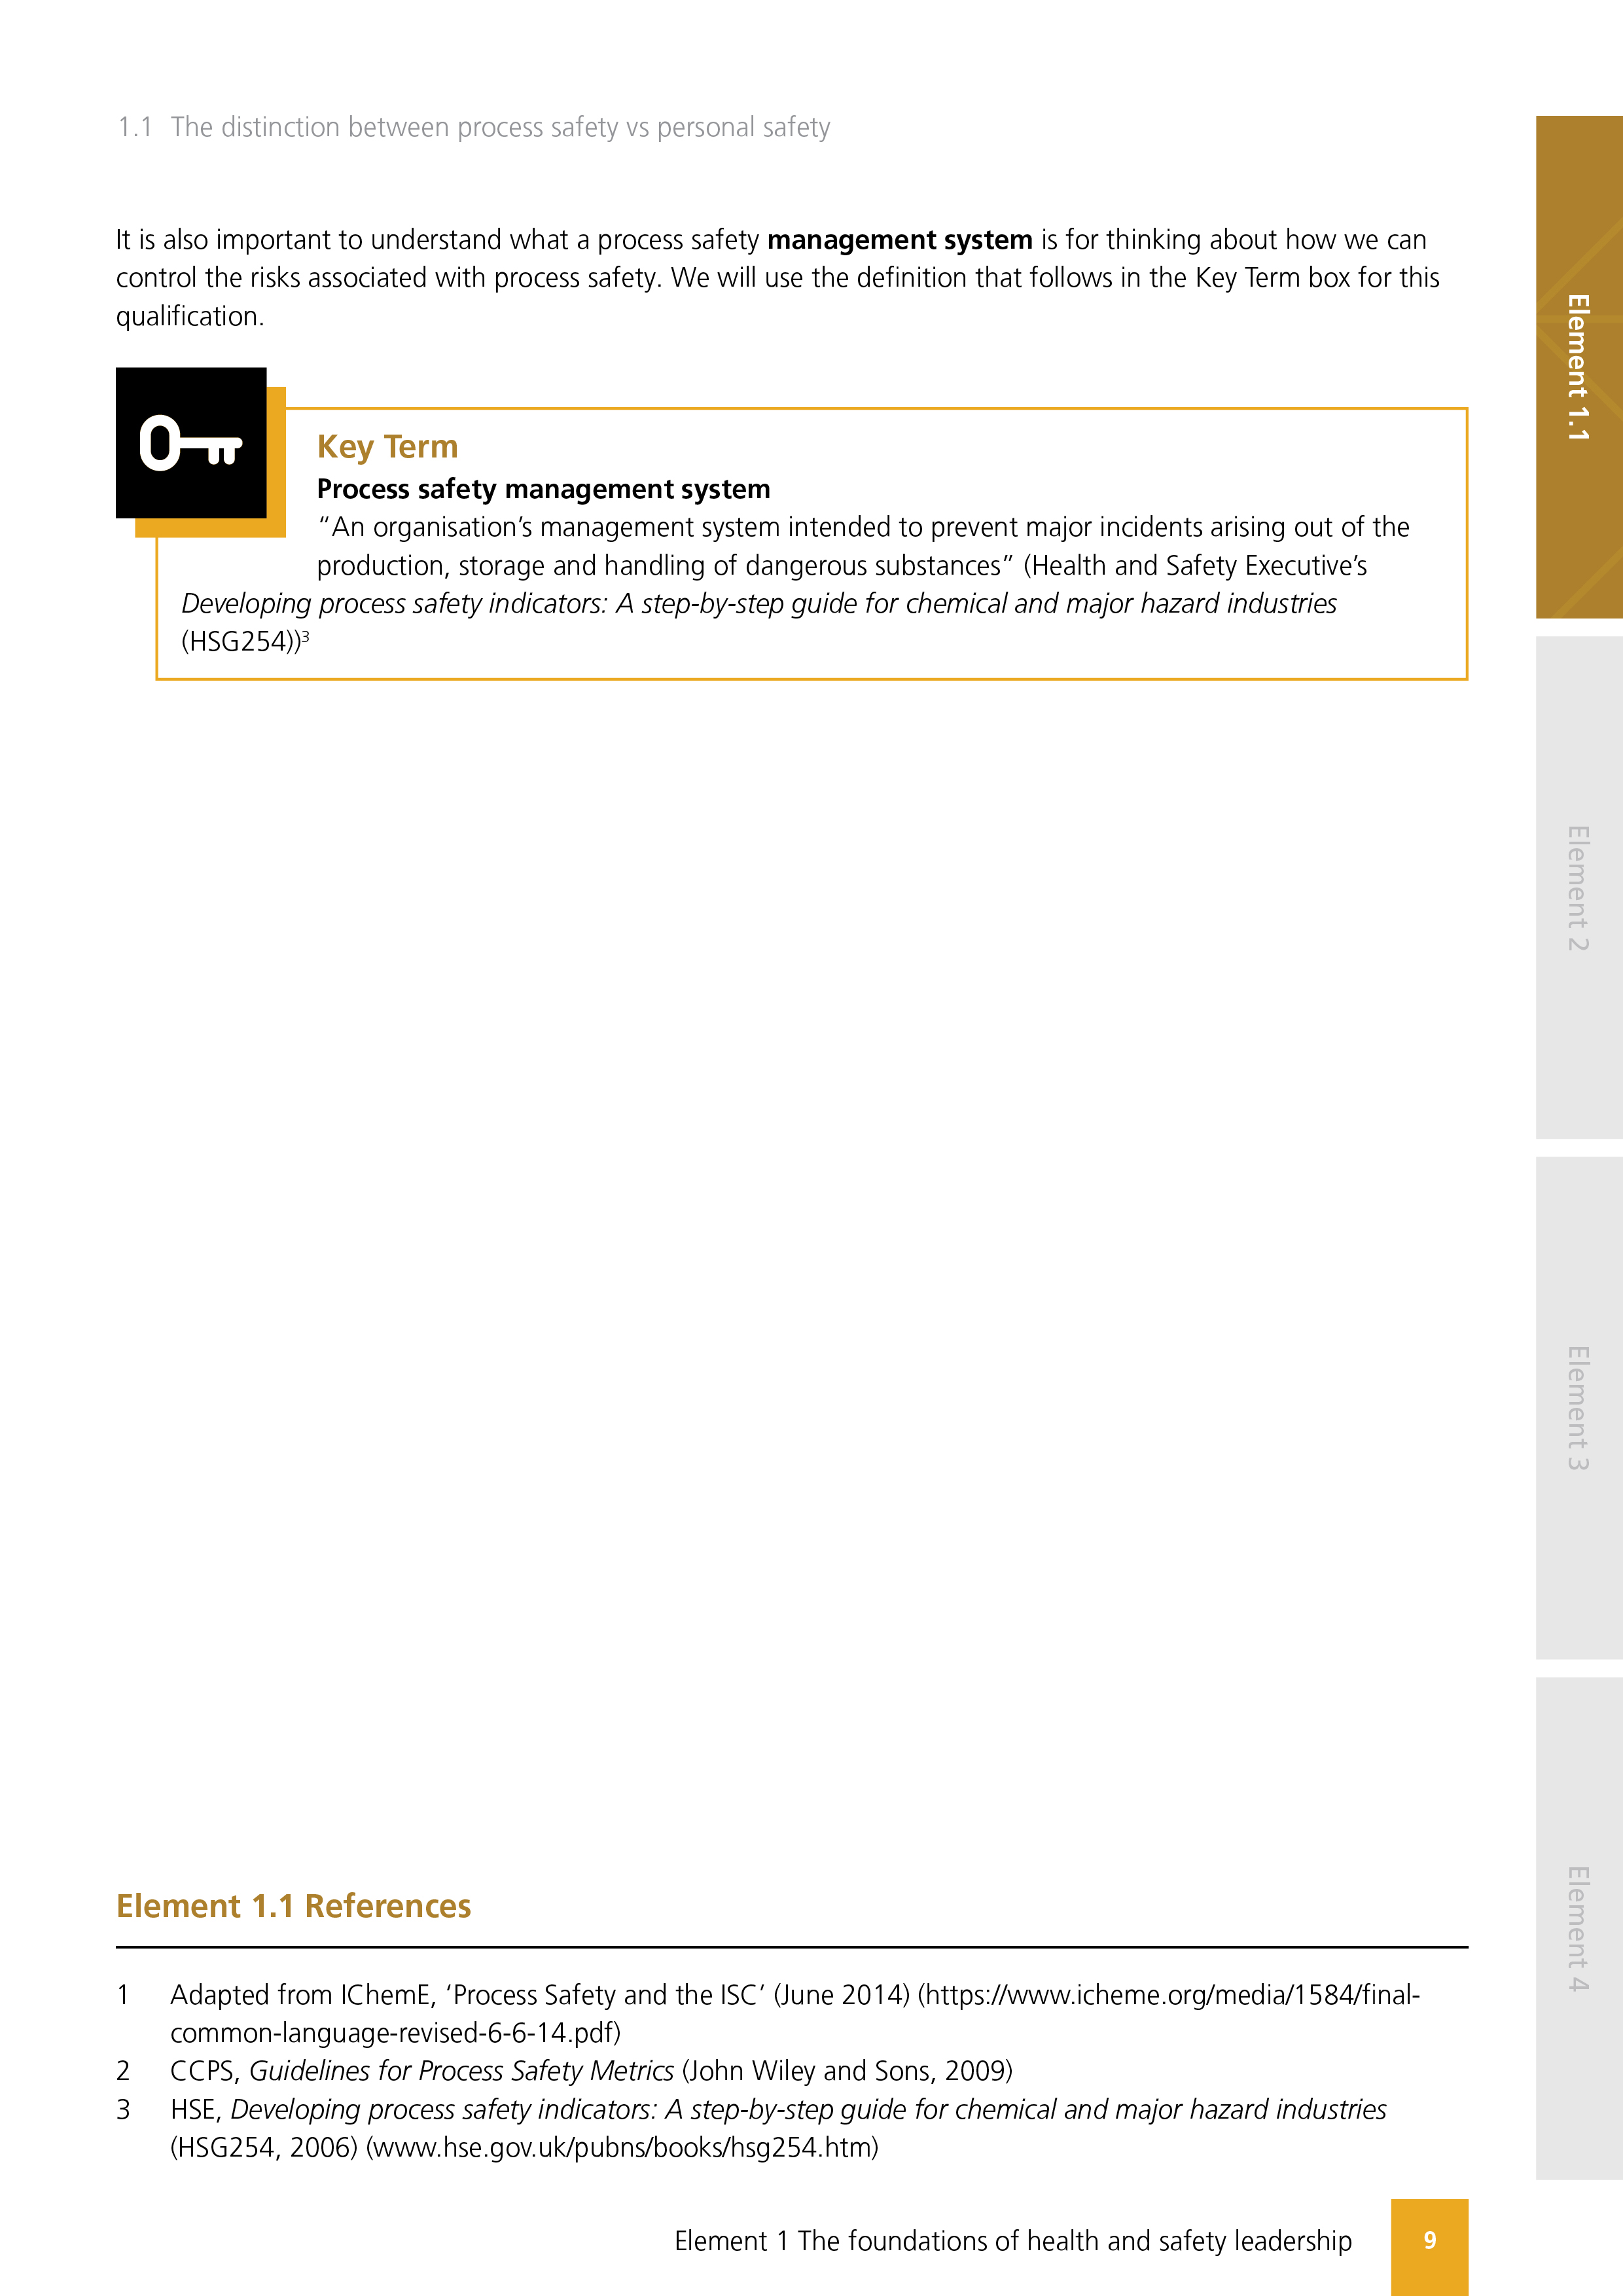 1.1 The distinction between process safety vs personal safety
It is also important to understand what a process safety management system is for thinking about how we can
control the risks associated with process safety. We will use the definition that follows in the Key Term box for this
qualification.
Key Term
Process safety management system
“An organisation’s management system intended to prevent major incidents arising out of the
production, storage and handling of dangerous substances” (Health and Safety Executive’s
Developing process safety indicators: A step-by-step guide for chemical and major hazard industries
(HSG254))³
Element 1.1 References
1 Adapted from IChemE, ‘Process Safety and the ISC’ (June 2014) (https://www.icheme.org/media/1584/final-
common-language-revised-6-6-14.pdf)
2 CCPS, Guidelines for Process Safety Metrics (John Wiley and Sons, 2009)
3 HSE, Developing process safety indicators: A step-by-step guide for chemical and major hazard industries
(HSG254, 2006) (www.hse.gov.uk/pubns/books/hsg254.htm)
Element 1 The foundations of health and safety leadership
9
Element 1.1
Element 2
Element 3
Element 4